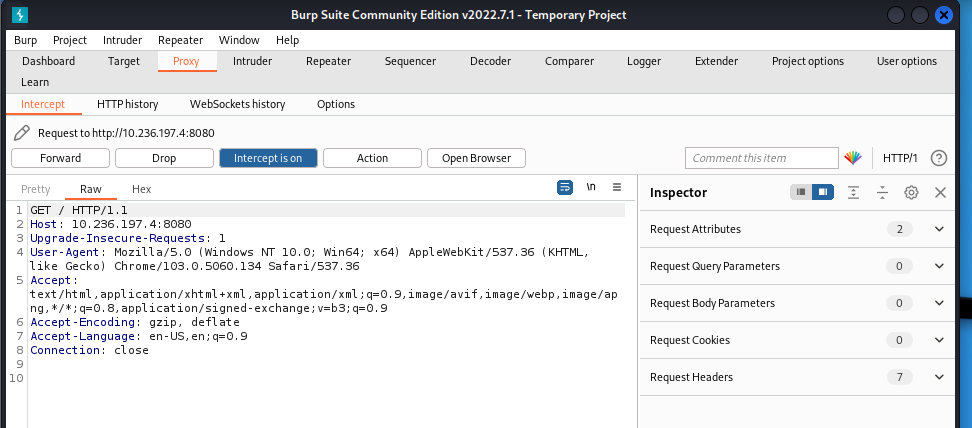 Burp Suite Community Edition v2022.7.1 - Temporary Project
Burp Project Intruder Repeater Window Help
Dashboard Target Proxy Intruder Repeater Sequencer Decoder Comparer Logger Extender Project options User options
Learn
Intercept HTTP history WebSockets history Options
Request to http://10.236.197.4:8080
Forward Drop Intercept is on Action Open Browser Comment this item HTTP/1 ?
Pretty Raw Hex \n
Inspector
1 GET / HTTP/1.1
2 Host: 10.236.197.4:8080
3 Upgrade-Insecure-Requests: 1
4 User-Agent: Mozilla/5.0 (Windows NT 10.0; Win64; x64) AppleWebKit/537.36 (KHTML,
like Gecko) Chrome/103.0.5060.134 Safari/537.36
5 Accept:
text/html,application/xhtml+xml,application/xml;q=0.9,image/avif,image/webp,image/ap
ng,*/*;q=0.8,application/signed-exchange;v=b3;q=0.9
6 Accept-Encoding: gzip, deflate
7 Accept-Language: en-US,en;q=0.9
8 Connection: close
9
10
Request Attributes 2
Request Query Parameters 0
Request Body Parameters 0
Request Cookies 0
Request Headers 7